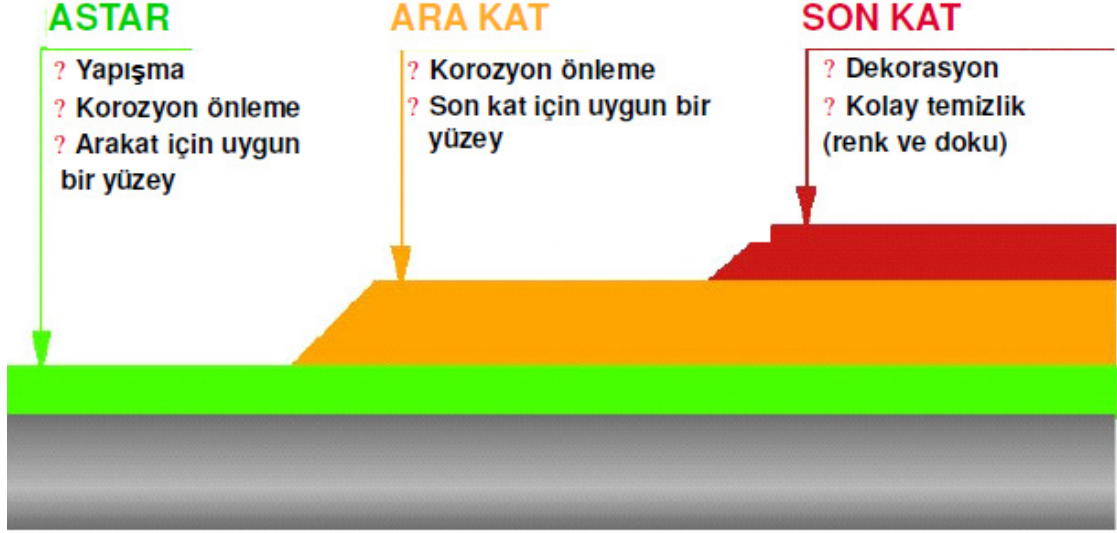 ASTAR
? Yapışma
? Korozyon önleme
? Arakat için uygun
bir yüzey
ARA KAT
? Korozyon önleme
? Son kat için uygun bir
yüzey
SON KAT
? Dekorasyon
? Kolay temizlik
(renk ve doku)